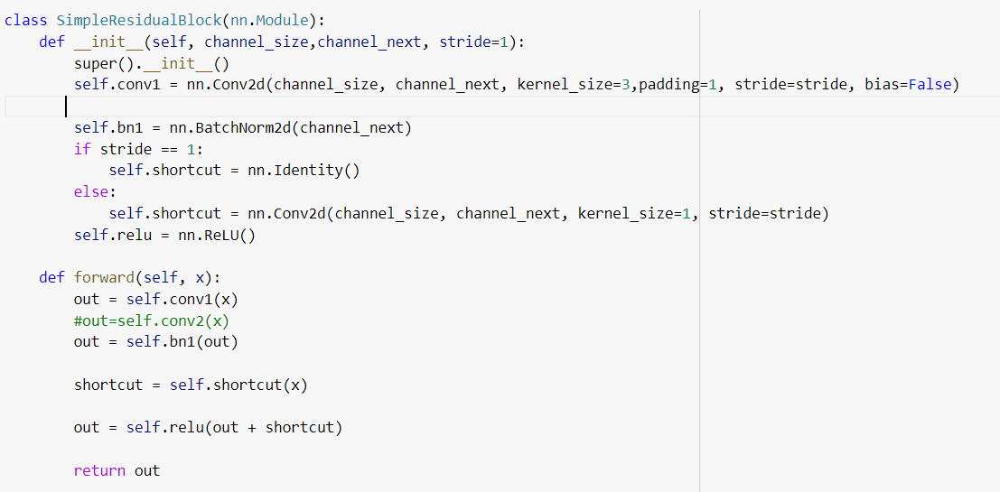 class SimpleResidualBlock(nn.Module):
    def __init__(self, channel_size,channel_next, stride=1):
        super().__init__()
        self.conv1 = nn.Conv2d(channel_size, channel_next, kernel_size=3,padding=1, stride=stride, bias=False)
        self.bn1 = nn.BatchNorm2d(channel_next)
        if stride == 1:
            self.shortcut = nn.Identity()
        else:
            self.shortcut = nn.Conv2d(channel_size, channel_next, kernel_size=1, stride=stride)
        self.relu = nn.ReLU()
    def forward(self, x):
        out = self.conv1(x)
        #out=self.conv2(x)
        out = self.bn1(out)
        shortcut = self.shortcut(x)
        out = self.relu(out + shortcut)
        return out